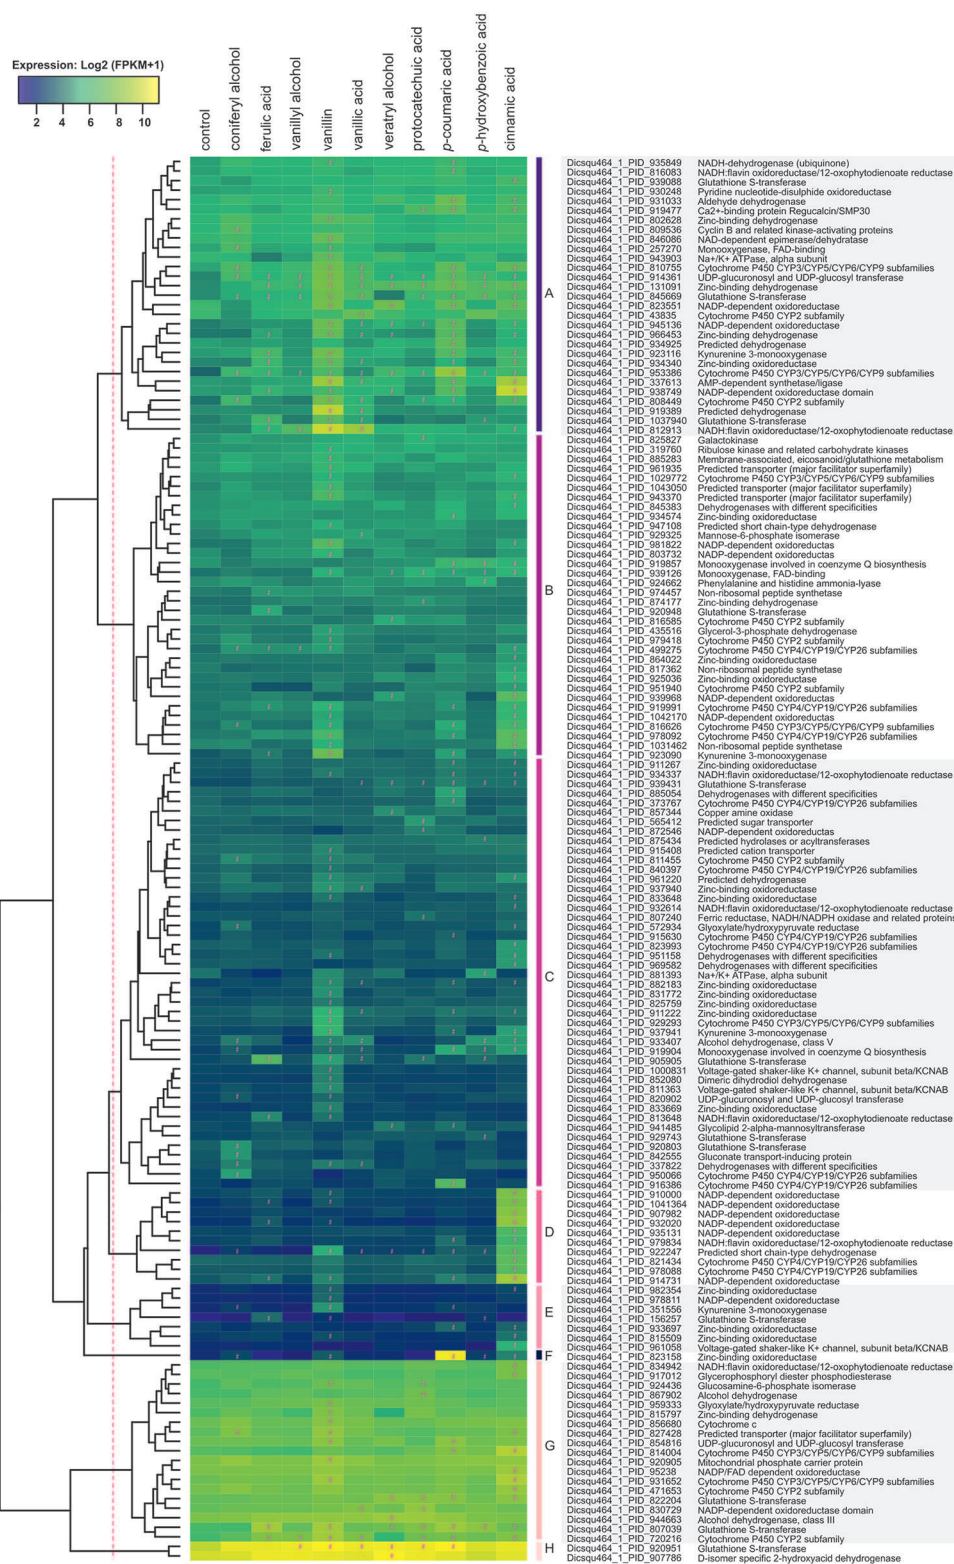 Expression: Log2 (FPKM+1)
2 4 6 8 10
control
coniferyl alcohol
ferulic acid
vanillyl alcohol
vanillin
vanillic acid
veratryl alcohol
protocatechuic acid
p-coumaric acid
p-hydroxybenzoic acid
cinnamic acid
A
Dicsqu464_1_PID_935849 NADH-dehydrogenase (ubiquinone)
Dicsqu464_1_PID_816083 NADH:flavin oxidoreductase/12-oxophytodienoate reductase
Dicsqu464_1_PID_939088 Glutathione S-transferase
Dicsqu464_1_PID_930248 Pyridine nucleotide-disulphide oxidoreductase
Dicsqu464_1_PID_931033 Aldehyde dehydrogenase
Dicsqu464_1_PID_919477 Ca2+-binding protein Regucalcin/SMP30
Dicsqu464_1_PID_802628 Zinc-binding dehydrogenase
Dicsqu464_1_PID_809536 Cyclin B and related kinase-activating proteins
Dicsqu464_1_PID_846086 NAD-dependent epimerase/dehydratase
Dicsqu464_1_PID_257270 Monooxygenase, FAD-binding
Dicsqu464_1_PID_943903 Na+/K+ ATPase, alpha subunit
Dicsqu464_1_PID_810755 Cytochrome P450 CYP3/CYP5/CYP6/CYP9 subfamilies
Dicsqu464_1_PID_914361 UDP-glucuronosyl and UDP-glucosyl transferase
Dicsqu464_1_PID_131091 Zinc-binding dehydrogenase
Dicsqu464_1_PID_845669 Glutathione S-transferase
Dicsqu464_1_PID_823551 NADP-dependent oxidoreductase
Dicsqu464_1_PID_43835 Cytochrome P450 CYP2 subfamily
Dicsqu464_1_PID_945136 NADP-dependent oxidoreductase
Dicsqu464_1_PID_966453 Zinc-binding dehydrogenase
Dicsqu464_1_PID_934925 Predicted dehydrogenase
Dicsqu464_1_PID_923116 Kynurenine 3-monooxygenase
Dicsqu464_1_PID_934340 Zinc-binding oxidoreductase
Dicsqu464_1_PID_953386 Cytochrome P450 CYP3/CYP5/CYP6/CYP9 subfamilies
Dicsqu464_1_PID_337613 AMP-dependent synthetase/ligase
Dicsqu464_1_PID_938749 NADP-dependent oxidoreductase domain
Dicsqu464_1_PID_808449 Cytochrome P450 CYP2 subfamily
Dicsqu464_1_PID_919389 Predicted dehydrogenase
Dicsqu464_1_PID_1037940 Glutathione S-transferase
Dicsqu464_1_PID_812913 NADH:flavin oxidoreductase/12-oxophytodienoate reductase
B
Dicsqu464_1_PID_825827 Galactokinase
Dicsqu464_1_PID_319760 Ribulose kinase and related carbohydrate kinases
Dicsqu464_1_PID_885283 Membrane-associated, eicosanoid/glutathione metabolism
Dicsqu464_1_PID_961935 Predicted transporter (major facilitator superfamily)
Dicsqu464_1_PID_1029772 Cytochrome P450 CYP3/CYP5/CYP6/CYP9 subfamilies
Dicsqu464_1_PID_1043050 Predicted transporter (major facilitator superfamily)
Dicsqu464_1_PID_943370 Predicted transporter (major facilitator superfamily)
Dicsqu464_1_PID_845383 Dehydrogenases with different specificities
Dicsqu464_1_PID_934574 Zinc-binding oxidoreductase
Dicsqu464_1_PID_947108 Predicted short chain-type dehydrogenase
Dicsqu464_1_PID_929325 Mannose-6-phosphate isomerase
Dicsqu464_1_PID_981822 NADP-dependent oxidoreductas
Dicsqu464_1_PID_803732 NADP-dependent oxidoreductas
Dicsqu464_1_PID_919857 Monooxygenase involved in coenzyme Q biosynthesis
Dicsqu464_1_PID_939126 Monooxygenase, FAD-binding
Dicsqu464_1_PID_924662 Phenylalanine and histidine ammonia-lyase
Dicsqu464_1_PID_974457 Non-ribosomal peptide synthetase
Dicsqu464_1_PID_874177 Zinc-binding dehydrogenase
Dicsqu464_1_PID_920948 Glutathione S-transferase
Dicsqu464_1_PID_816585 Cytochrome P450 CYP2 subfamily
Dicsqu464_1_PID_435516 Glycerol-3-phosphate dehydrogenase
Dicsqu464_1_PID_979418 Cytochrome P450 CYP2 subfamily
Dicsqu464_1_PID_499275 Cytochrome P450 CYP4/CYP19/CYP26 subfamilies
Dicsqu464_1_PID_864022 Zinc-binding oxidoreductase
Dicsqu464_1_PID_817362 Non-ribosomal peptide synthetase
Dicsqu464_1_PID_925036 Zinc-binding oxidoreductase
Dicsqu464_1_PID_951940 Cytochrome P450 CYP2 subfamily
Dicsqu464_1_PID_939968 NADP-dependent oxidoreductas
Dicsqu464_1_PID_919991 Cytochrome P450 CYP4/CYP19/CYP26 subfamilies
Dicsqu464_1_PID_1042170 NADP-dependent oxidoreductas
Dicsqu464_1_PID_816626 Cytochrome P450 CYP3/CYP5/CYP6/CYP9 subfamilies
Dicsqu464_1_PID_978092 Cytochrome P450 CYP4/CYP19/CYP26 subfamilies
Dicsqu464_1_PID_1031462 Non-ribosomal peptide synthetase
Dicsqu464_1_PID_923090 Kynurenine 3-monooxygenase
C
Dicsqu464_1_PID_911267 Zinc-binding oxidoreductase
Dicsqu464_1_PID_934337 NADH:flavin oxidoreductase/12-oxophytodienoate reductase
Dicsqu464_1_PID_939431 Glutathione S-transferase
Dicsqu464_1_PID_885054 Dehydrogenases with different specificities
Dicsqu464_1_PID_373767 Cytochrome P450 CYP4/CYP19/CYP26 subfamilies
Dicsqu464_1_PID_857344 Copper amine oxidase
Dicsqu464_1_PID_565412 Predicted sugar transporter
Dicsqu464_1_PID_872546 NADP-dependent oxidoreductas
Dicsqu464_1_PID_875434 Predicted hydrolases or acyltransferases
Dicsqu464_1_PID_915408 Predicted cation transporter
Dicsqu464_1_PID_811455 Cytochrome P450 CYP2 subfamily
Dicsqu464_1_PID_840397 Cytochrome P450 CYP4/CYP19/CYP26 subfamilies
Dicsqu464_1_PID_961220 Predicted dehydrogenase
Dicsqu464_1_PID_937940 Zinc-binding oxidoreductase
Dicsqu464_1_PID_833648 Zinc-binding oxidoreductase
Dicsqu464_1_PID_932614 NADH:flavin oxidoreductase/12-oxophytodienoate reductase
Dicsqu464_1_PID_807240 Ferric reductase, NADH/NADPH oxidase and related proteins
Dicsqu464_1_PID_572934 Glyoxylate/hydroxypyruvate reductase
Dicsqu464_1_PID_915630 Cytochrome P450 CYP4/CYP19/CYP26 subfamilies
Dicsqu464_1_PID_823993 Cytochrome P450 CYP4/CYP19/CYP26 subfamilies
Dicsqu464_1_PID_951158 Dehydrogenases with different specificities
Dicsqu464_1_PID_969582 Dehydrogenases with different specificities
Dicsqu464_1_PID_881393 Na+/K+ ATPase, alpha subunit
Dicsqu464_1_PID_882183 Zinc-binding oxidoreductase
Dicsqu464_1_PID_831772 Zinc-binding oxidoreductase
Dicsqu464_1_PID_825759 Zinc-binding oxidoreductase
Dicsqu464_1_PID_911222 Zinc-binding oxidoreductase
Dicsqu464_1_PID_929293 Cytochrome P450 CYP3/CYP5/CYP6/CYP9 subfamilies
Dicsqu464_1_PID_937941 Kynurenine 3-monooxygenase
Dicsqu464_1_PID_933407 Alcohol dehydrogenase, class V
Dicsqu464_1_PID_919904 Monooxygenase involved in coenzyme Q biosynthesis
Dicsqu464_1_PID_905905 Glutathione S-transferase
Dicsqu464_1_PID_1000831 Voltage-gated shaker-like K+ channel, subunit beta/KCNAB
Dicsqu464_1_PID_852080 Dimeric dihydrodiol dehydrogenase
Dicsqu464_1_PID_811363 Voltage-gated shaker-like K+ channel, subunit beta/KCNAB
Dicsqu464_1_PID_820902 UDP-glucuronosyl and UDP-glucosyl transferase
Dicsqu464_1_PID_833669 Zinc-binding oxidoreductase
Dicsqu464_1_PID_813648 NADH:flavin oxidoreductase/12-oxophytodienoate reductase
Dicsqu464_1_PID_941485 Glycolipid 2-alpha-mannosyltransferase
Dicsqu464_1_PID_929743 Glutathione S-transferase
Dicsqu464_1_PID_920803 Glutathione S-transferase
Dicsqu464_1_PID_842555 Gluconate transport-inducing protein
Dicsqu464_1_PID_337822 Dehydrogenases with different specificities
Dicsqu464_1_PID_950066 Cytochrome P450 CYP4/CYP19/CYP26 subfamilies
Dicsqu464_1_PID_916386 Cytochrome P450 CYP4/CYP19/CYP26 subfamilies
D
Dicsqu464_1_PID_910000 NADP-dependent oxidoreductase
Dicsqu464_1_PID_1041364 NADP-dependent oxidoreductase
Dicsqu464_1_PID_907982 NADP-dependent oxidoreductase
Dicsqu464_1_PID_932020 NADP-dependent oxidoreductase
Dicsqu464_1_PID_935131 NADP-dependent oxidoreductase
Dicsqu464_1_PID_979834 NADH:flavin oxidoreductase/12-oxophytodienoate reductase
Dicsqu464_1_PID_922247 Predicted short chain-type dehydrogenase
Dicsqu464_1_PID_821434 Cytochrome P450 CYP4/CYP19/CYP26 subfamilies
Dicsqu464_1_PID_978088 Cytochrome P450 CYP4/CYP19/CYP26 subfamilies
Dicsqu464_1_PID_914731 NADP-dependent oxidoreductase
E
Dicsqu464_1_PID_982354 Zinc-binding oxidoreductase
Dicsqu464_1_PID_978811 NADP-dependent oxidoreductase
Dicsqu464_1_PID_351556 Kynurenine 3-monooxygenase
Dicsqu464_1_PID_156257 Glutathione S-transferase
Dicsqu464_1_PID_933697 Zinc-binding oxidoreductase
Dicsqu464_1_PID_815509 Zinc-binding oxidoreductase
Dicsqu464_1_PID_961058 Voltage-gated shaker-like K+ channel, subunit beta/KCNAB
F
Dicsqu464_1_PID_823158 Zinc-binding oxidoreductase
G
Dicsqu464_1_PID_834942 NADH:flavin oxidoreductase/12-oxophytodienoate reductase
Dicsqu464_1_PID_917012 Glycerophosphoryl diester phosphodiesterase
Dicsqu464_1_PID_924436 Glucosamine-6-phosphate isomerase
Dicsqu464_1_PID_867902 Alcohol dehydrogenase
Dicsqu464_1_PID_959333 Glyoxylate/hydroxypyruvate reductase
Dicsqu464_1_PID_815797 Zinc-binding dehydrogenase
Dicsqu464_1_PID_856680 Cytochrome c
Dicsqu464_1_PID_827428 Predicted transporter (major facilitator superfamily)
Dicsqu464_1_PID_854816 UDP-glucuronosyl and UDP-glucosyl transferase
Dicsqu464_1_PID_814004 Cytochrome P450 CYP3/CYP5/CYP6/CYP9 subfamilies
Dicsqu464_1_PID_920905 Mitochondrial phosphate carrier protein
Dicsqu464_1_PID_95238 NADP/FAD dependent oxidoreductase
Dicsqu464_1_PID_931652 Cytochrome P450 CYP3/CYP5/CYP6/CYP9 subfamilies
Dicsqu464_1_PID_471653 Cytochrome P450 CYP2 subfamily
Dicsqu464_1_PID_822204 Glutathione S-transferase
Dicsqu464_1_PID_830729 NADP-dependent oxidoreductase domain
Dicsqu464_1_PID_944663 Alcohol dehydrogenase, class III
Dicsqu464_1_PID_807039 Glutathione S-transferase
Dicsqu464_1_PID_720216 Cytochrome P450 CYP2 subfamily
H
Dicsqu464_1_PID_920951 Glutathione S-transferase
Dicsqu464_1_PID_907786 D-isomer specific 2-hydroxyacid dehydrogenase